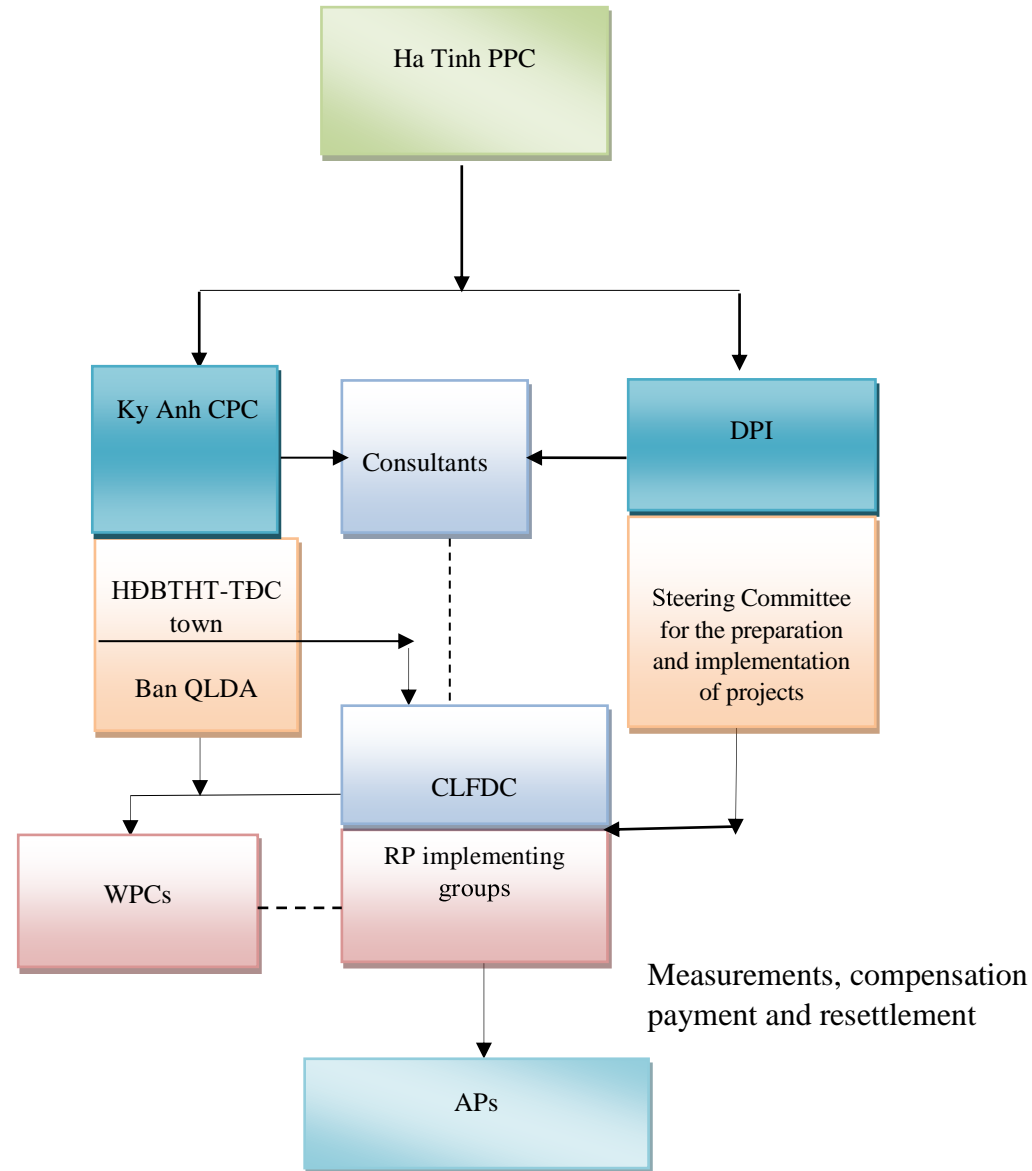 Ha Tinh PPC
Ky Anh CPC
Consultants
DPI
HĐBTHT-TĐC
town
Ban QLDA
Steering Committee
for the preparation
and implementation
of projects
CLFDC
WPCs
RP implementing
groups
Measurements, compensation
payment and resettlement
APs